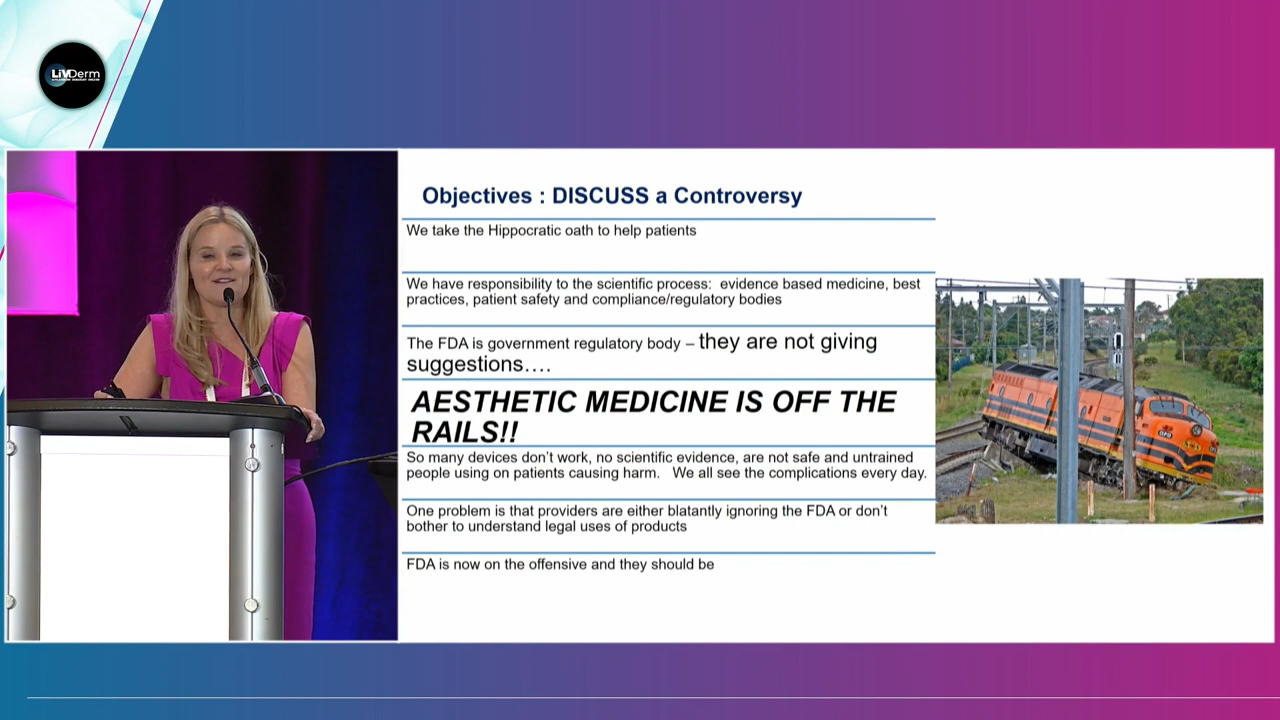 LiVDerm
Objectives : DISCUSS a Controversy
We take the Hippocratic oath to help patients
We have responsibility to the scientific process:  evidence based medicine, best
practices, patient safety and compliance/regulatory bodies
The FDA is government regulatory body – they are not giving
suggestions….
AESTHETIC MEDICINE IS OFF THE
RAILS!!
So many devices don’t work, no scientific evidence, are not safe and untrained
people using on patients causing harm.   We all see the complications every day.
One problem is that providers are either blatantly ignoring the FDA or don’t
bother to understand legal uses of products
FDA is now on the offensive and they should be